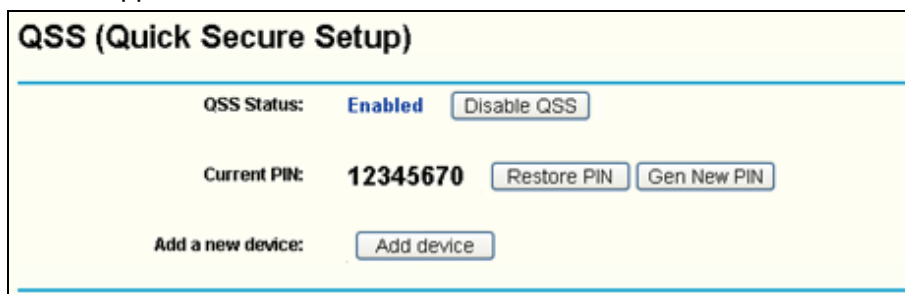 QSS (Quick Secure Setup)
QSS Status: Enabled Disable QSS
Current PIN: 12345670 Restore PIN Gen New PIN
Add a new device: Add device